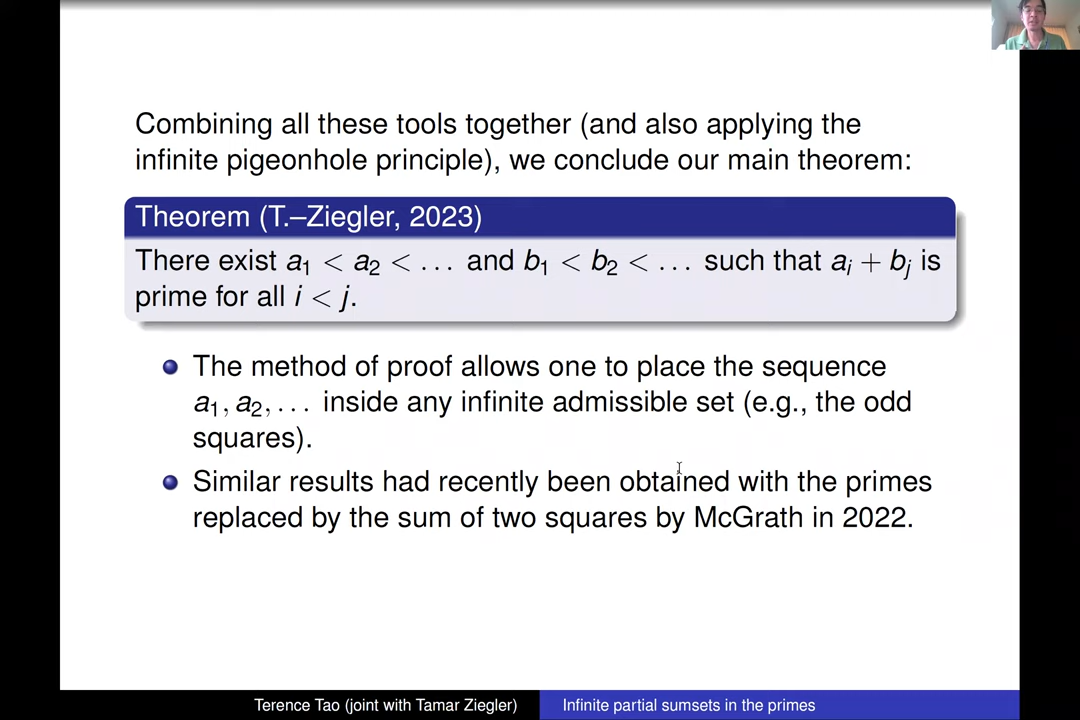 Combining all these tools together (and also applying the
infinite pigeonhole principle), we conclude our main theorem:
Theorem (T.–Ziegler, 2023)
There exist a₁ < a₂ < … and b₁ < b₂ < … such that aᵢ + bⱼ is
prime for all i < j.
The method of proof allows one to place the sequence
a₁, a₂, … inside any infinite admissible set (e.g., the odd
squares).
Similar results had recently been obtained with the primes
replaced by the sum of two squares by McGrath in 2022.
Terence Tao (joint with Tamar Ziegler)
Infinite partial sumsets in the primes